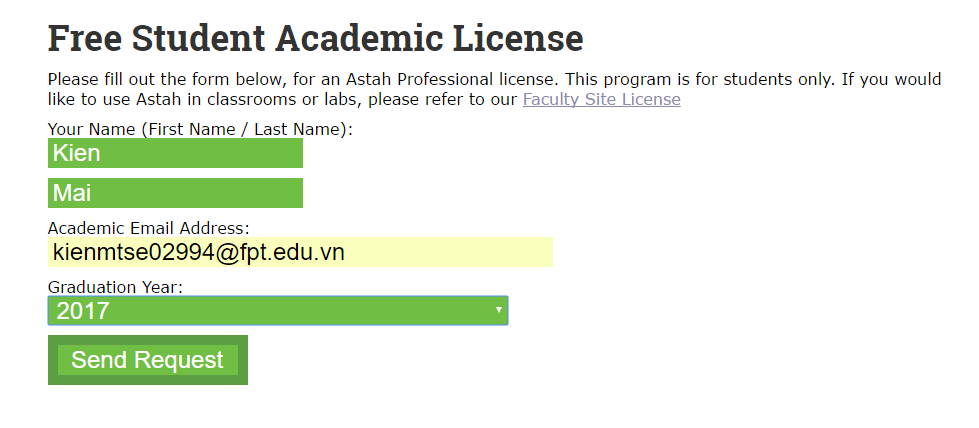 Free Student Academic License
Please fill out the form below, for an Astah Professional license. This program is for students only. If you would
like to use Astah in classrooms or labs, please refer to our Faculty Site License
Your Name (First Name / Last Name):
Kien
Mai
Academic Email Address:
kienmtse02994@fpt.edu.vn
Graduation Year:
2017
Send Request